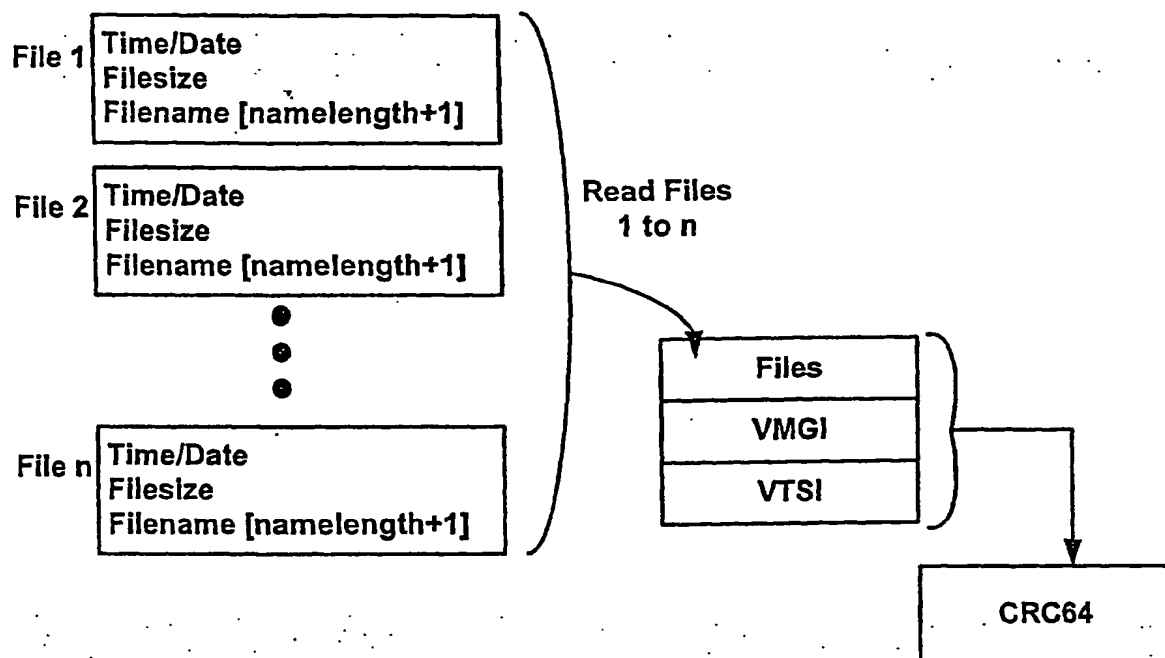 File 1
Time/Date
Filesize
Filename [namelength+1]
File 2
Time/Date
Filesize
Filename [namelength+1]
Read Files
1 to n
File n
Time/Date
Filesize
Filename [namelength+1]
Files
VMGI
VTSI
CRC64